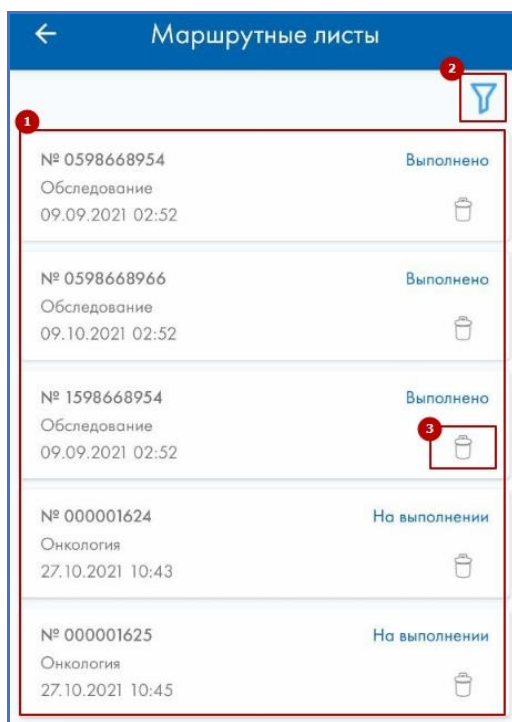 Маршрутные листы
2
1
№ 0598668954 Выполнено
Обследование
09.09.2021 02:52
№ 0598668966 Выполнено
Обследование
09.10.2021 02:52
№ 1598668954 Выполнено
Обследование
3
09.09.2021 02:52
№ 000001624 На выполнении
Онкология
27.10.2021 10:43
№ 000001625 На выполнении
Онкология
27.10.2021 10:45